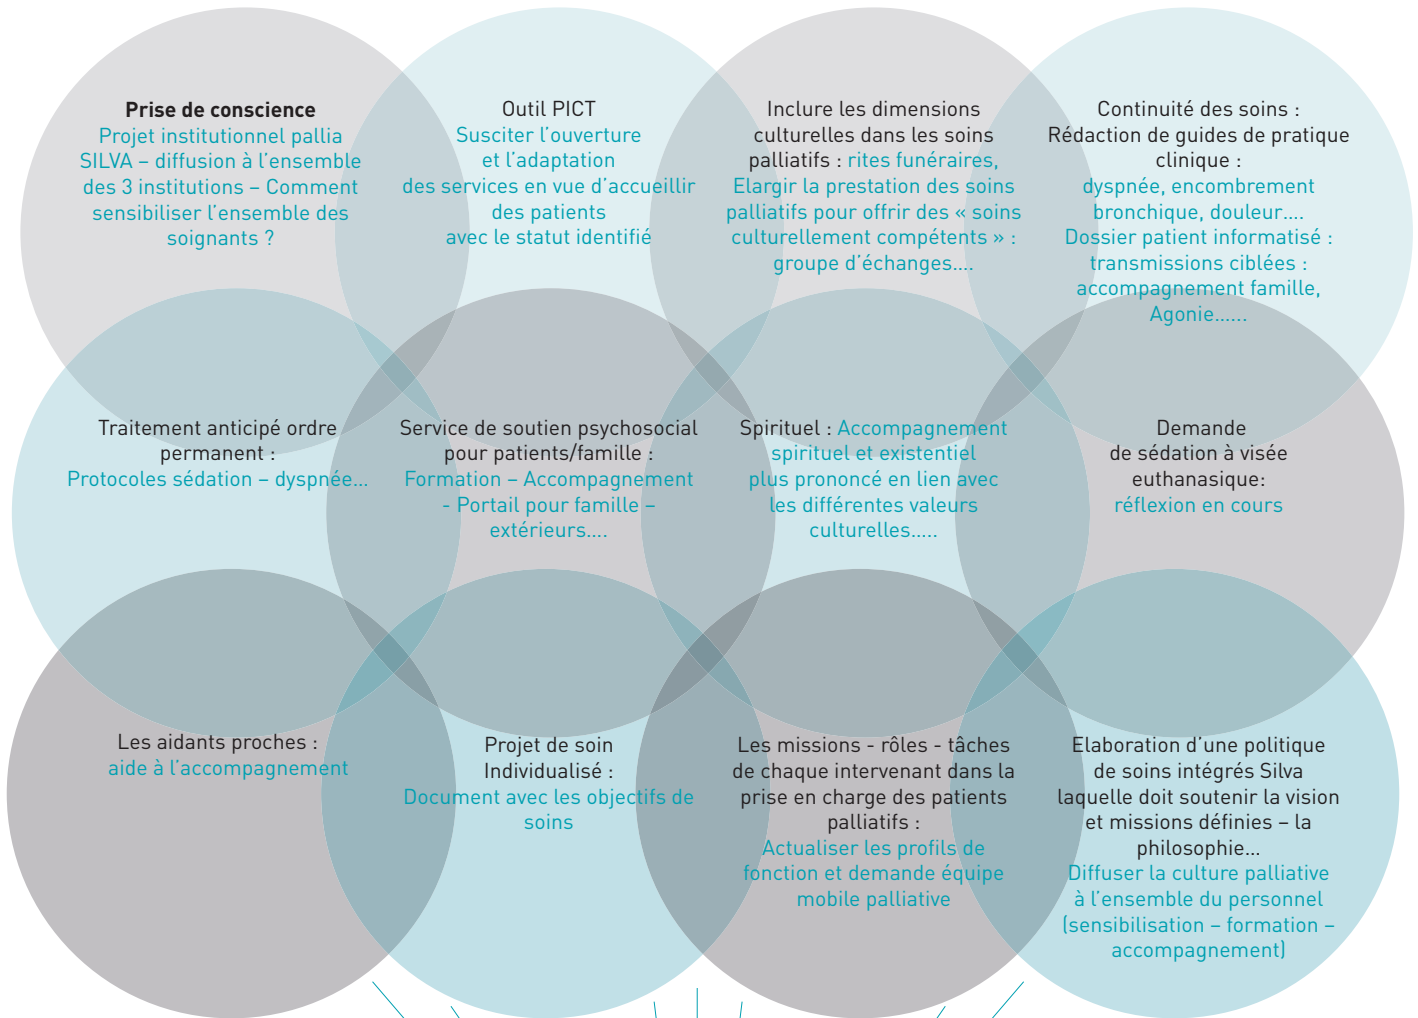 Prise de conscience
Projet institutionnel pallia
SILVA – diffusion à l'ensemble
des 3 institutions – Comment
sensibiliser l'ensemble des
soignants ?
Outil PICT
Susciter l'ouverture
et l'adaptation
des services en vue d'accueillir
des patients
avec le statut identifié
Inclure les dimensions
culturelles dans les soins
palliatifs : rites funéraires,
Elargir la prestation des soins
palliatifs pour offrir des « soins
culturellement compétents » :
groupe d'échanges....
Continuité des soins :
Rédaction de guides de pratique
clinique :
dyspnée, encombrement
bronchique, douleur....
Dossier patient informatisé :
transmissions ciblées :
accompagnement famille,
Agonie......
Traitement anticipé ordre
permanent :
Protocoles sédation – dyspnée...
Service de soutien psychosocial
pour patients/famille :
Formation – Accompagnement
- Portail pour famille –
extérieurs....
Spirituel : Accompagnement
spirituel et existentiel
plus prononcé en lien avec
les différentes valeurs
culturelles.....
Demande
de sédation à visée
euthanasique:
réflexion en cours
Les aidants proches :
aide à l'accompagnement
Projet de soin
Individualisé :
Document avec les objectifs de
soins
Les missions - rôles - tâches
de chaque intervenant dans la
prise en charge des patients
palliatifs :
Actualiser les profils de
fonction et demande équipe
mobile palliative
Elaboration d'une politique
de soins intégrés Silva
laquelle doit soutenir la vision
et missions définies – la
philosophie...
Diffuser la culture palliative
à l'ensemble du personnel
(sensibilisation – formation –
accompagnement)